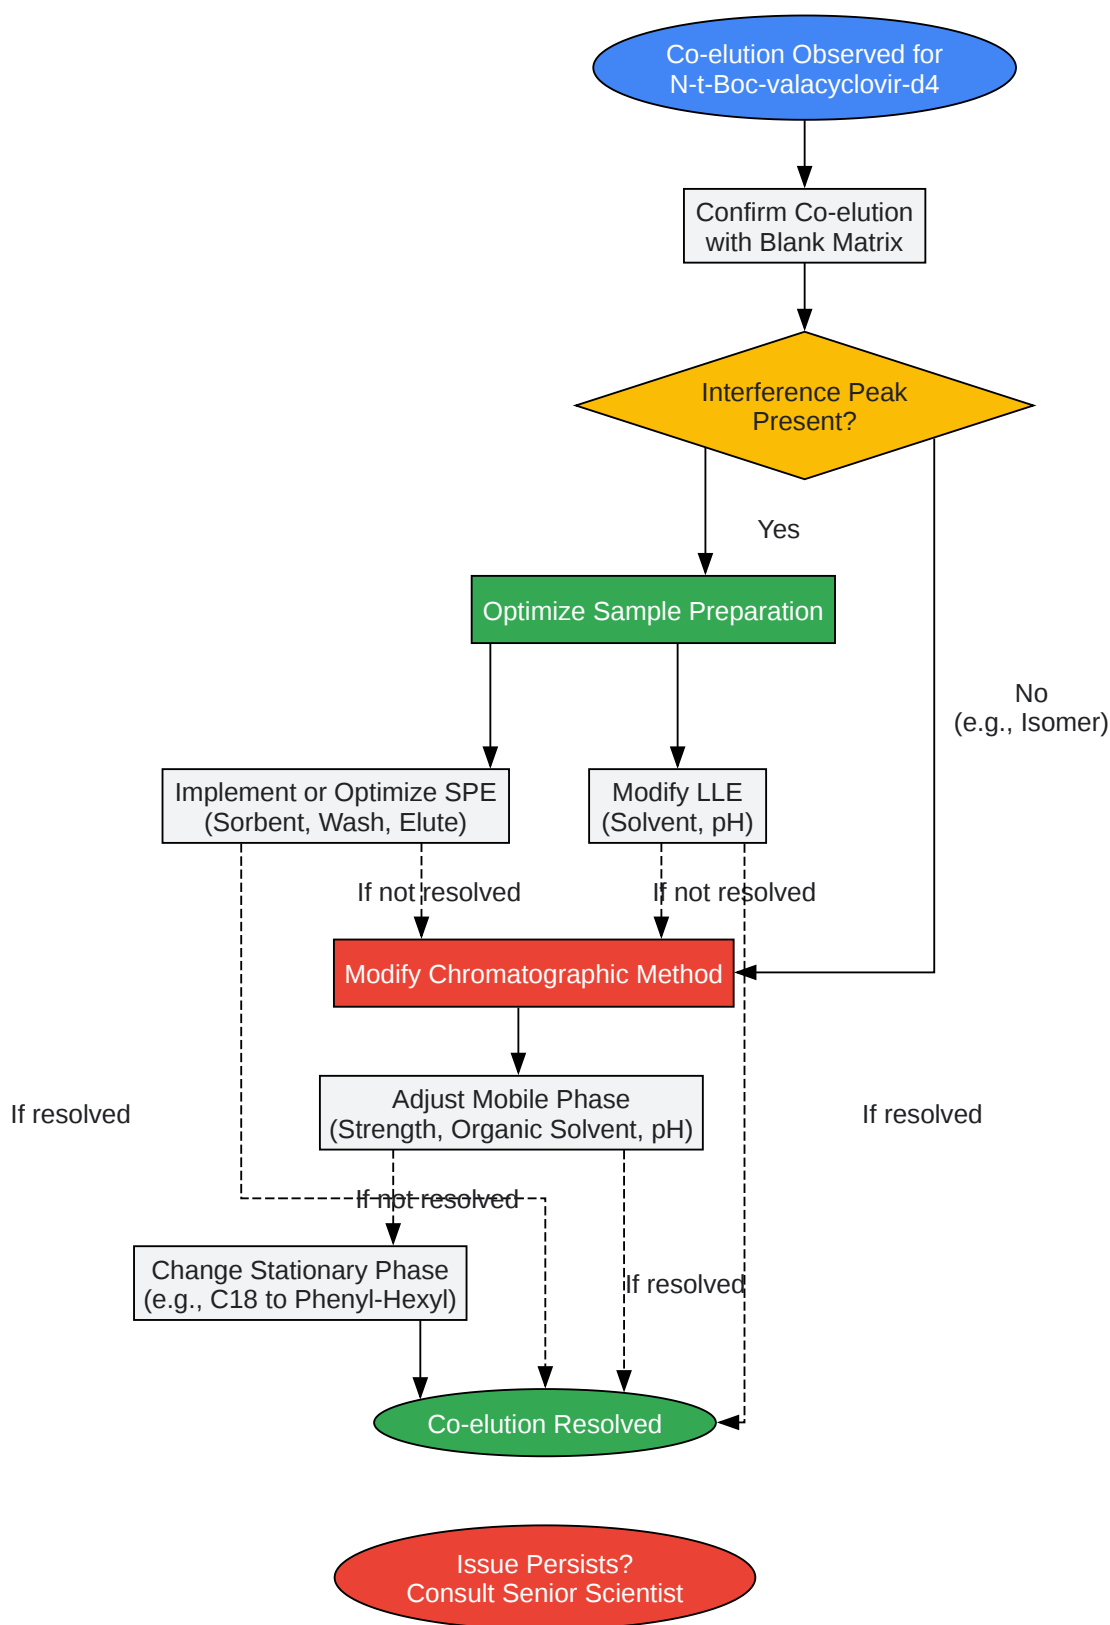 Co-elution Observed for
N-t-Boc-valacyclovir-d4
Confirm Co-elution
with Blank Matrix
Interference Peak
Present?
Yes
Optimize Sample Preparation
No
(e.g., Isomer)
Implement or Optimize SPE
(Sorbent, Wash, Elute)
Modify LLE
(Solvent, pH)
If not resolved
If not resolved
Modify Chromatographic Method
Adjust Mobile Phase
(Strength, Organic Solvent, pH)
If resolved
If resolved
If not resolved
Change Stationary Phase
(e.g., C18 to Phenyl-Hexyl)
If resolved
Co-elution Resolved
Issue Persists?
Consult Senior Scientist